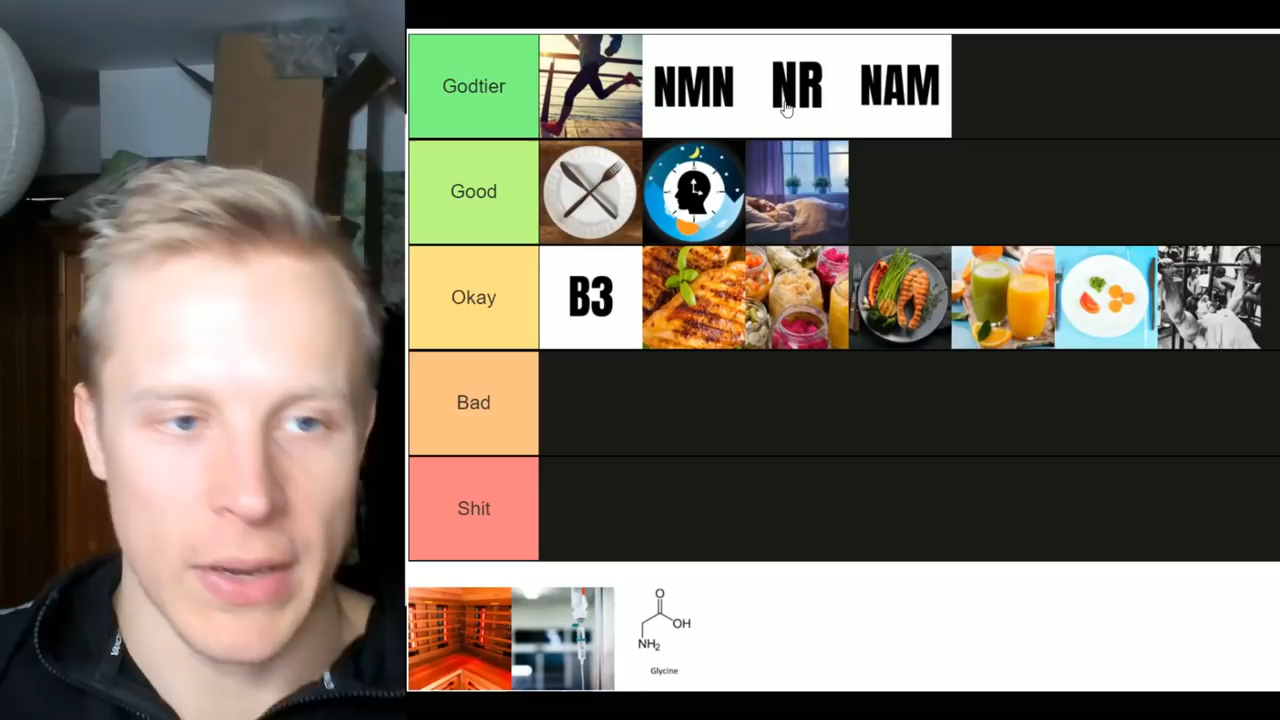 Godtier
NMN NR NAM
Good
Okay
B3
Bad
Shit
O
OH
NH₂
Glycine